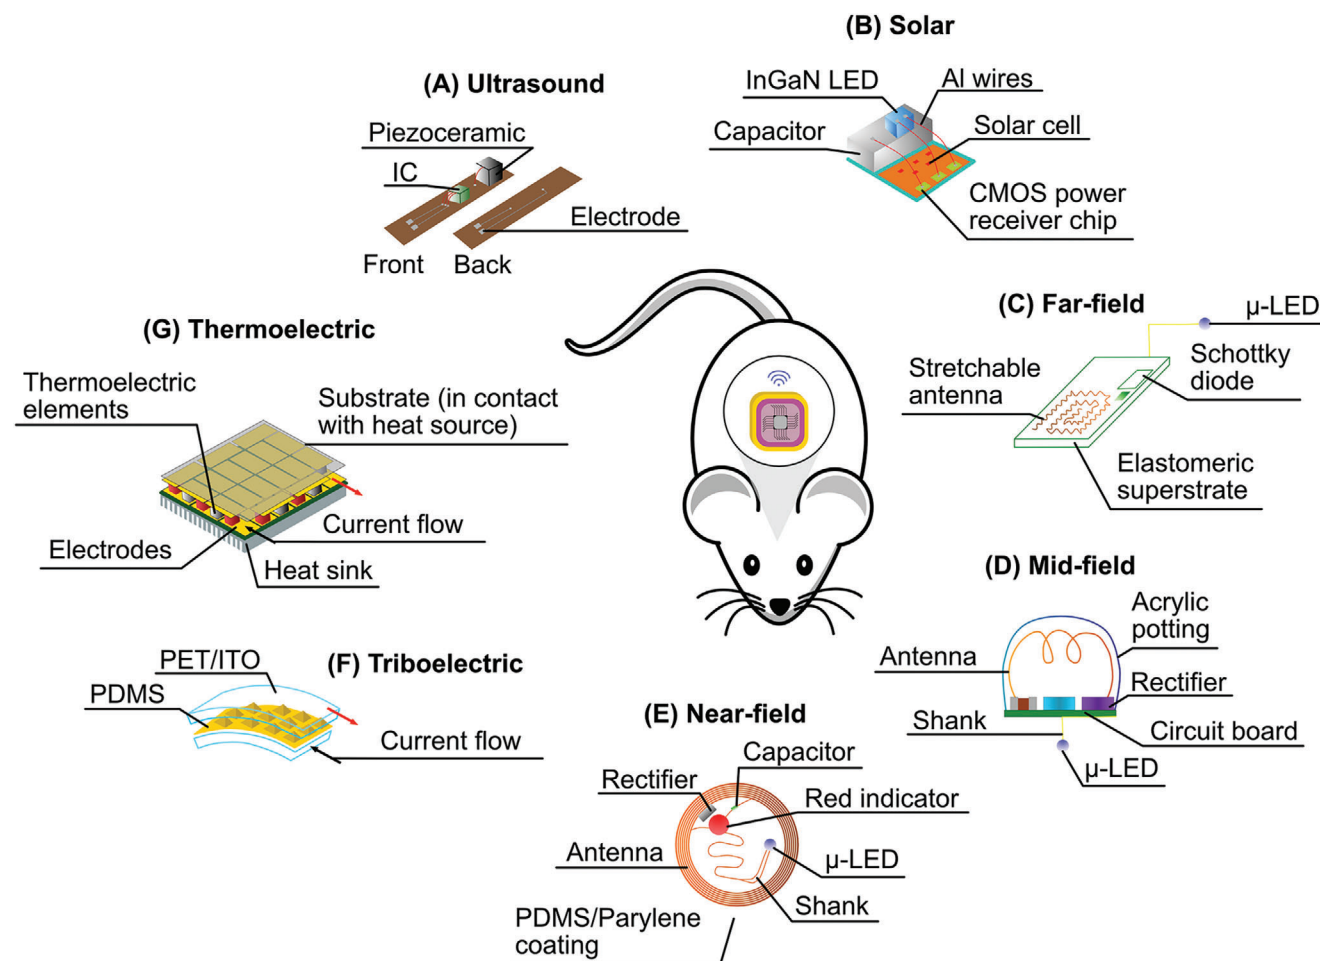 (A) Ultrasound
Piezoceramic
IC
Electrode
Front
Back
(B) Solar
InGaN LED
Al wires
Capacitor
Solar cell
CMOS power
receiver chip
(C) Far-field
μ-LED
Stretchable
antenna
Schottky
diode
Elastomeric
superstrate
(D) Mid-field
Acrylic
potting
Antenna
Rectifier
Shank
Circuit board
μ-LED
(E) Near-field
Capacitor
Rectifier
Red indicator
Antenna
μ-LED
Shank
PDMS/Parylene
coating
(F) Triboelectric
PET/ITO
PDMS
Current flow
(G) Thermoelectric
Thermoelectric
elements
Substrate (in contact
with heat source)
Current flow
Electrodes
Heat sink